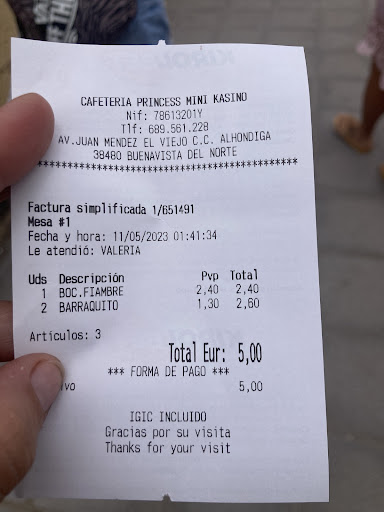 CAFETERIA PRINCESS MINI KASINO
Nif: 78613201Y
Tlf: 689.561.228
AV.JUAN MENDEZ EL VIEJO C.C. ALHONDIGA
38480 BUENAVISTA DEL NORTE
************************************************
Factura simplificada 1/651491
Mesa #1
Fecha y hora: 11/05/2023 01:41:34
Le atendió: VALERIA
Uds Descripción Pvp Total
1 BOC.FIAMBRE 2,40 2,40
2 BARRAQUITO 1,30 2,60
Articulos: 3
Total Eur: 5,00
*** FORMA DE PAGO ***
5,00
IGIC INCLUIDO
Gracias por su visita
Thanks for your visit